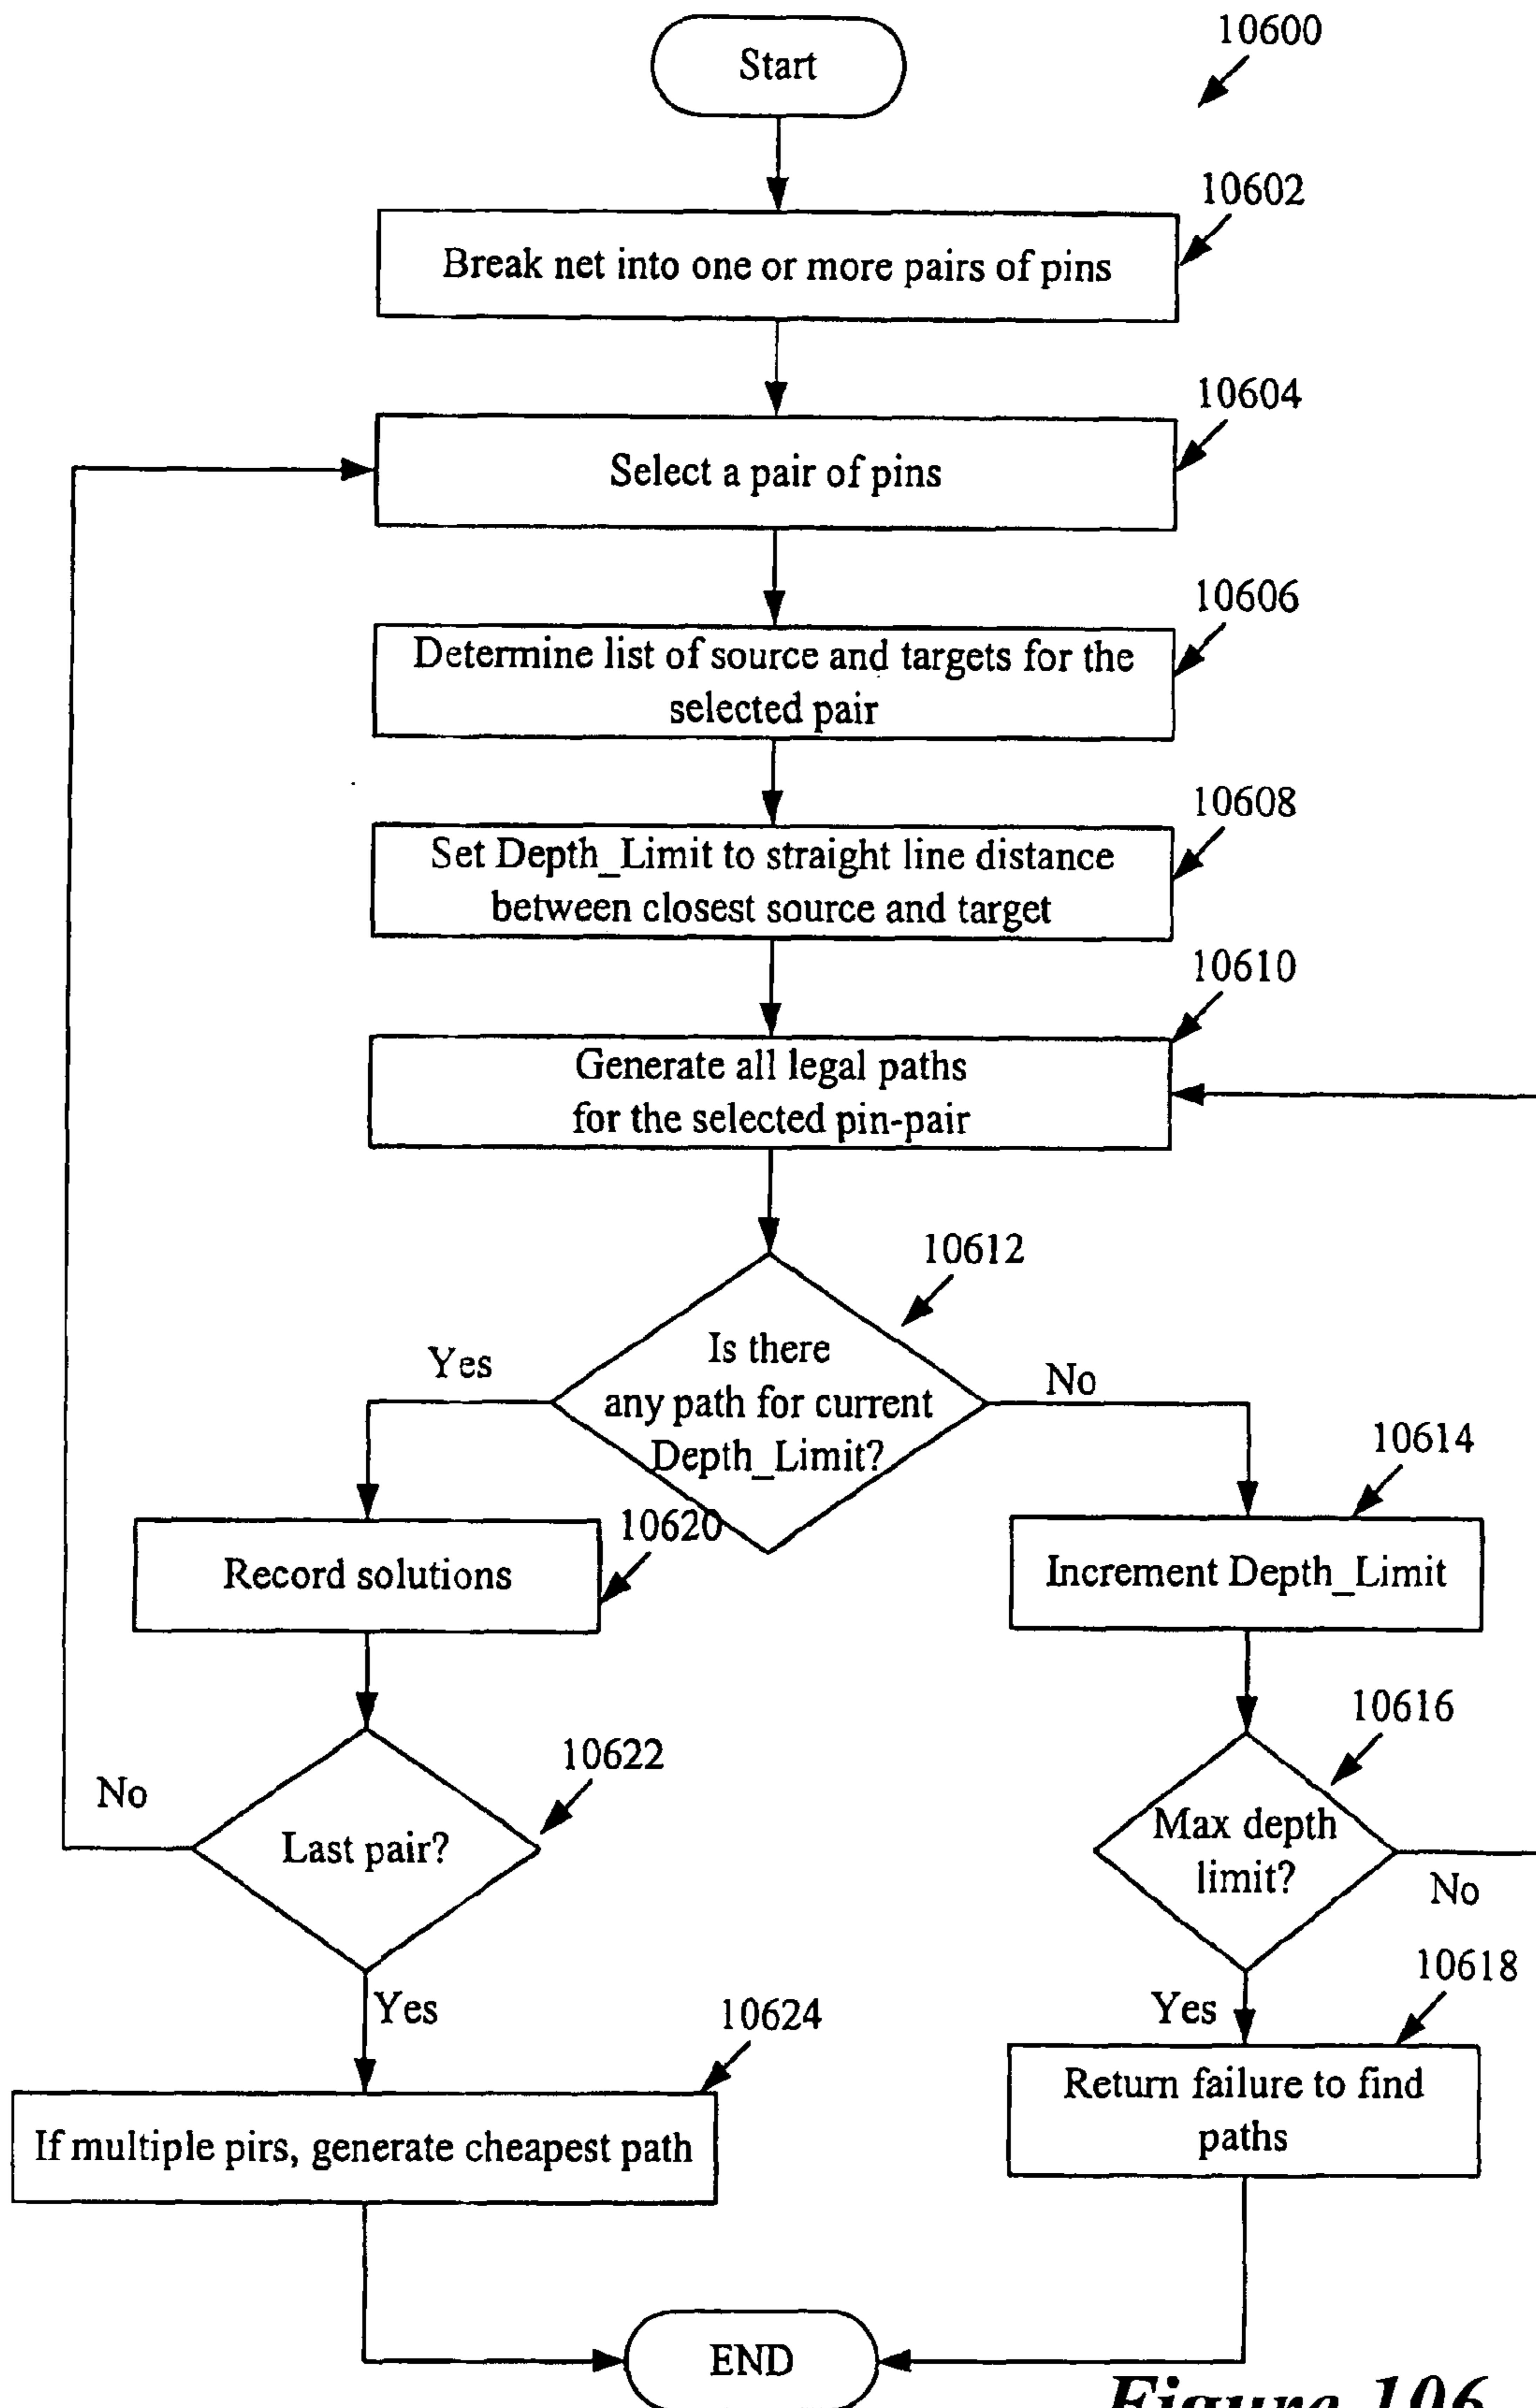 Start
10600
10602
Break net into one or more pairs of pins
10604
Select a pair of pins
10606
Determine list of source and targets for the
selected pair
10608
Set Depth_Limit to straight line distance
between closest source and target
10610
Generate all legal paths
for the selected pin-pair
10612
Is there
any path for current
Depth_Limit?
Yes
No
10614
10620
Record solutions
Increment Depth_Limit
10616
10622
No
Last pair?
Max depth
limit?
No
10618
Yes
Yes
10624
Return failure to find
paths
If multiple pirs, generate cheapest path
END
Figure 106